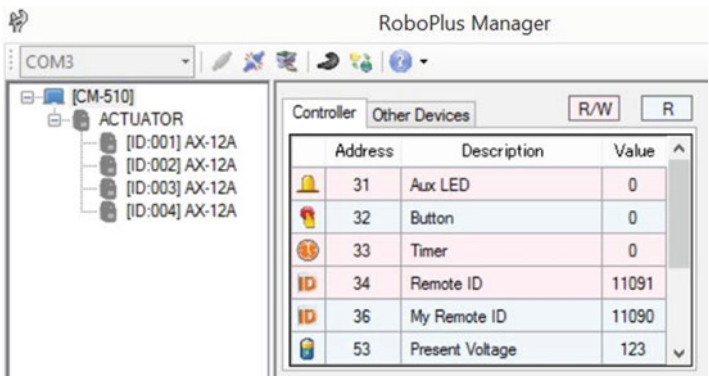 RoboPlus Manager
COM3
[CM-510]
ACTUATOR
[ID:001] AX-12A
[ID:002] AX-12A
[ID:003] AX-12A
[ID:004] AX-12A
Controller Other Devices R/W R
Address Description Value
31 Aux LED 0
32 Button 0
33 Timer 0
ID 34 Remote ID 11091
ID 36 My Remote ID 11090
53 Present Voltage 123